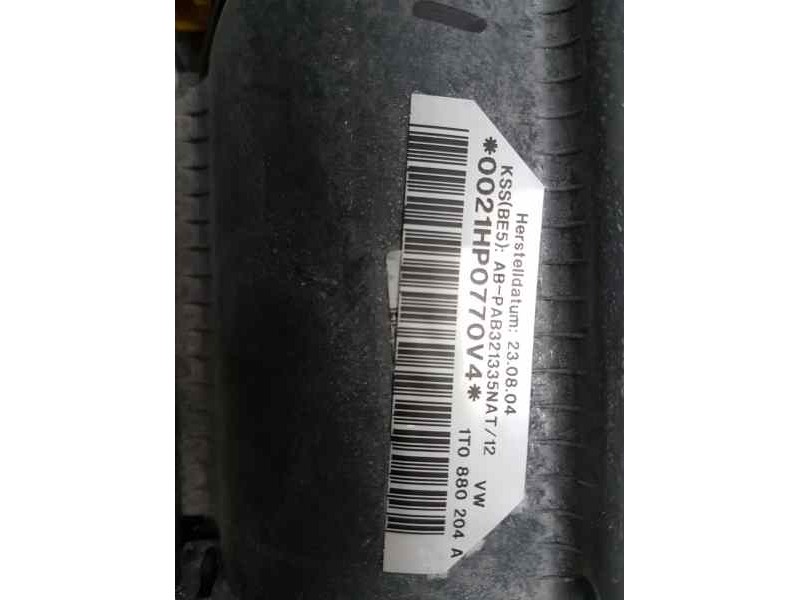 Herstelldatum: 23.08.04
KSS(BE5): AB-PAB321335NAT/12 VW
*0021HP0770V4* 1T0 880 204 A